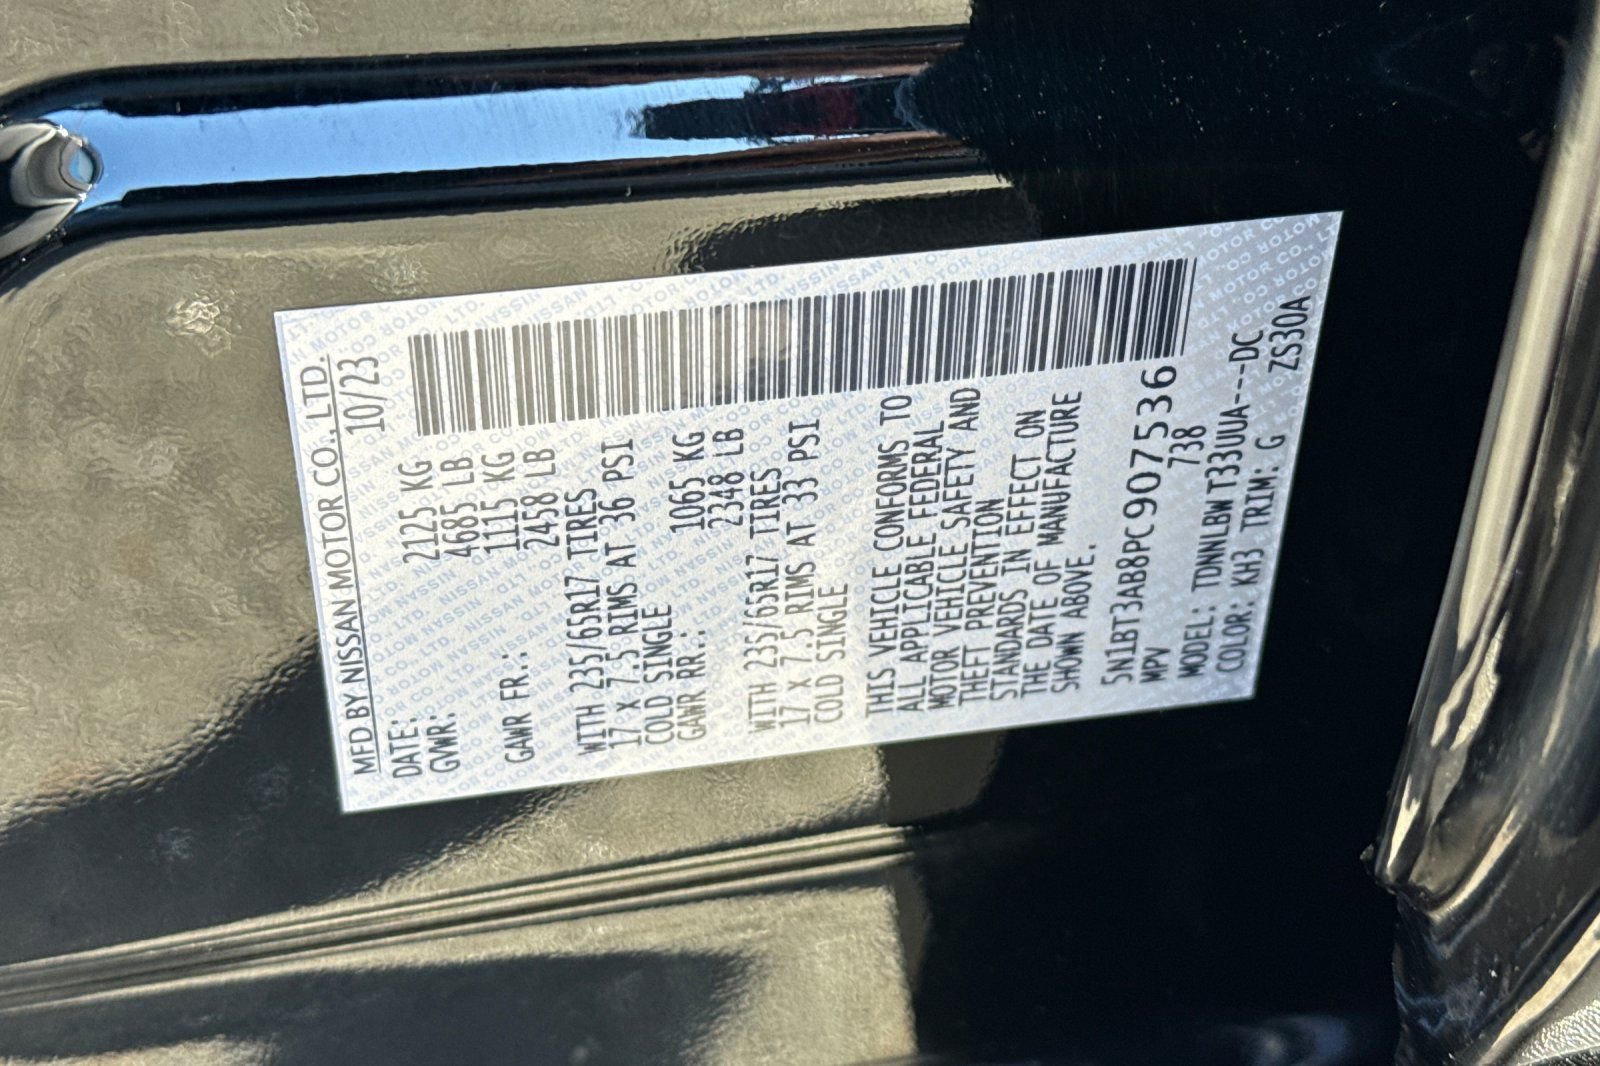 MFD BY NISSAN MOTOR CO., LTD.
DATE: 10/23
GVWR: 2125 KG
4685 LB
GAWR FR.: 1115 KG
2458 LB
WITH 235/65R17 TIRES
17 X 7.5 RIMS AT 36 PSI
COLD SINGLE
GAWR RR.: 1065 KG
2348 LB
WITH 235/65R17 TIRES
17 X 7.5 RIMS AT 33 PSI
COLD SINGLE
THIS VEHICLE CONFORMS TO
ALL APPLICABLE FEDERAL
MOTOR VEHICLE SAFETY AND
THEFT PREVENTION
STANDARDS IN EFFECT ON
THE DATE OF MANUFACTURE
SHOWN ABOVE.
5N1BT3AB8PC907536
MPV 738
MODEL: TDNNLBW T33UUA---DC
COLOR: KH3 TRIM: G ZS30A